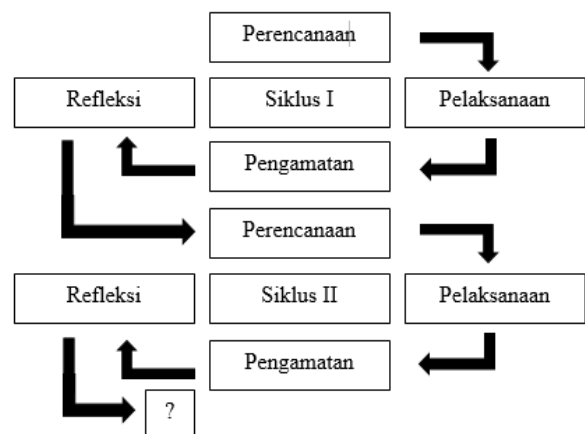 Perencanaan
Refleksi
Siklus I
Pelaksanaan
Pengamatan
Perencanaan
Refleksi
Siklus II
Pelaksanaan
Pengamatan
?